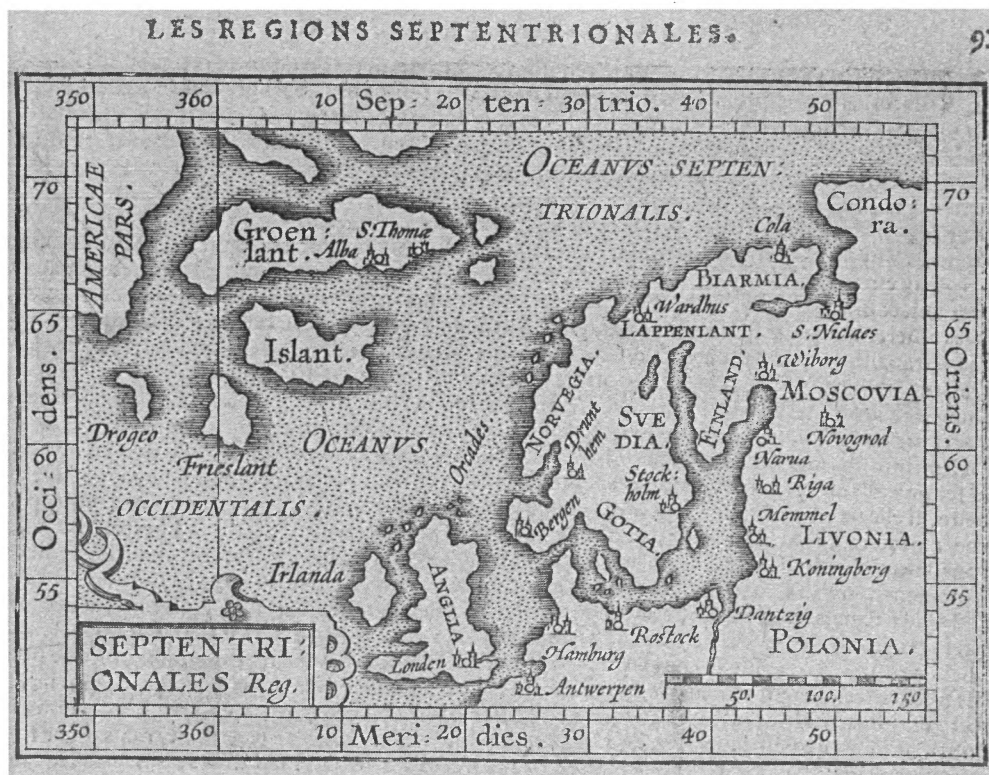 LES REGIONS SEPTENTRIONALES.
350 360 10 Sep: 20 ten: 30 trio. 40 50
OCEANVS SEPTEN:
TRIONALIS.
70
70
AMERICAE
PARS.
Groen:
lant.
Alba
S. Thomæ
Condo:
ra.
Cola
BIARMIA.
Wardhus
LAPPENLANT.
S. Niclaes
65
65
Islant.
Wiborg
MOSCOVIA
Novogrod
NORVEGIA.
FINLAND.
SVE
DIA.
Drunt
hem
Occi: dens.
Oriens.
Drogeo
Frieslant
OCEANVS
OCCIDENTALIS.
Orcades.
60
60
Narua
Riga
Stock:
holm
Bergen
GOTTIA.
Memmel
LIVONIA.
Koningberg
Irlanda
ANGLIA
55
55
Dantzig
Rostock
POLONIA.
Hamburg
Londen
Antwerpen
SEPTENTRI:
ONALES Reg.
50. 100. 150
350 360 10 Meri: 20 dies. 30 40 50